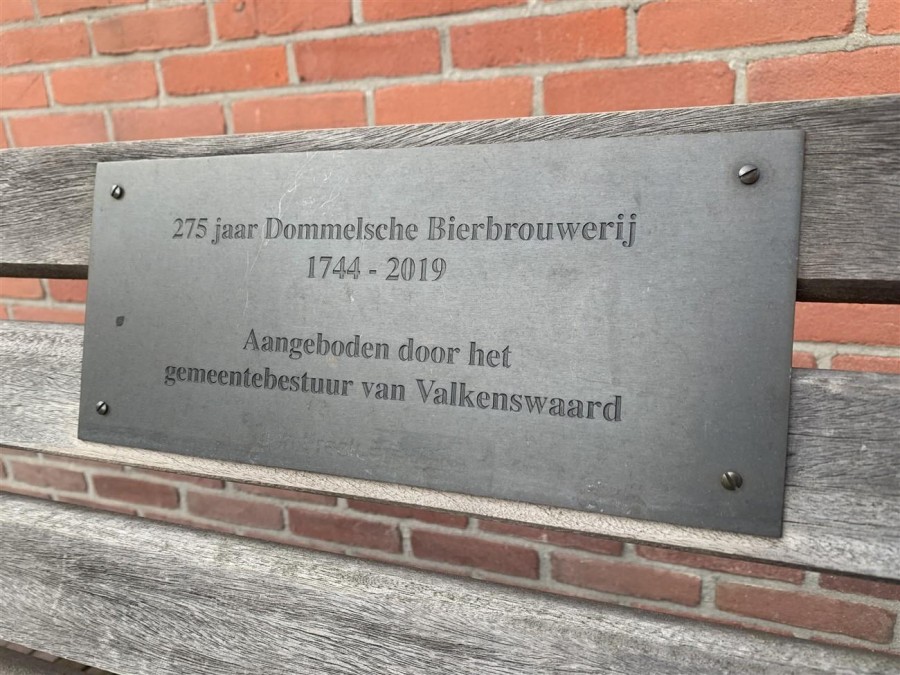 275 jaar Dommelsche Bierbrouwerij
1744 - 2019
Aangeboden door het
gemeentebestuur van Valkenswaard